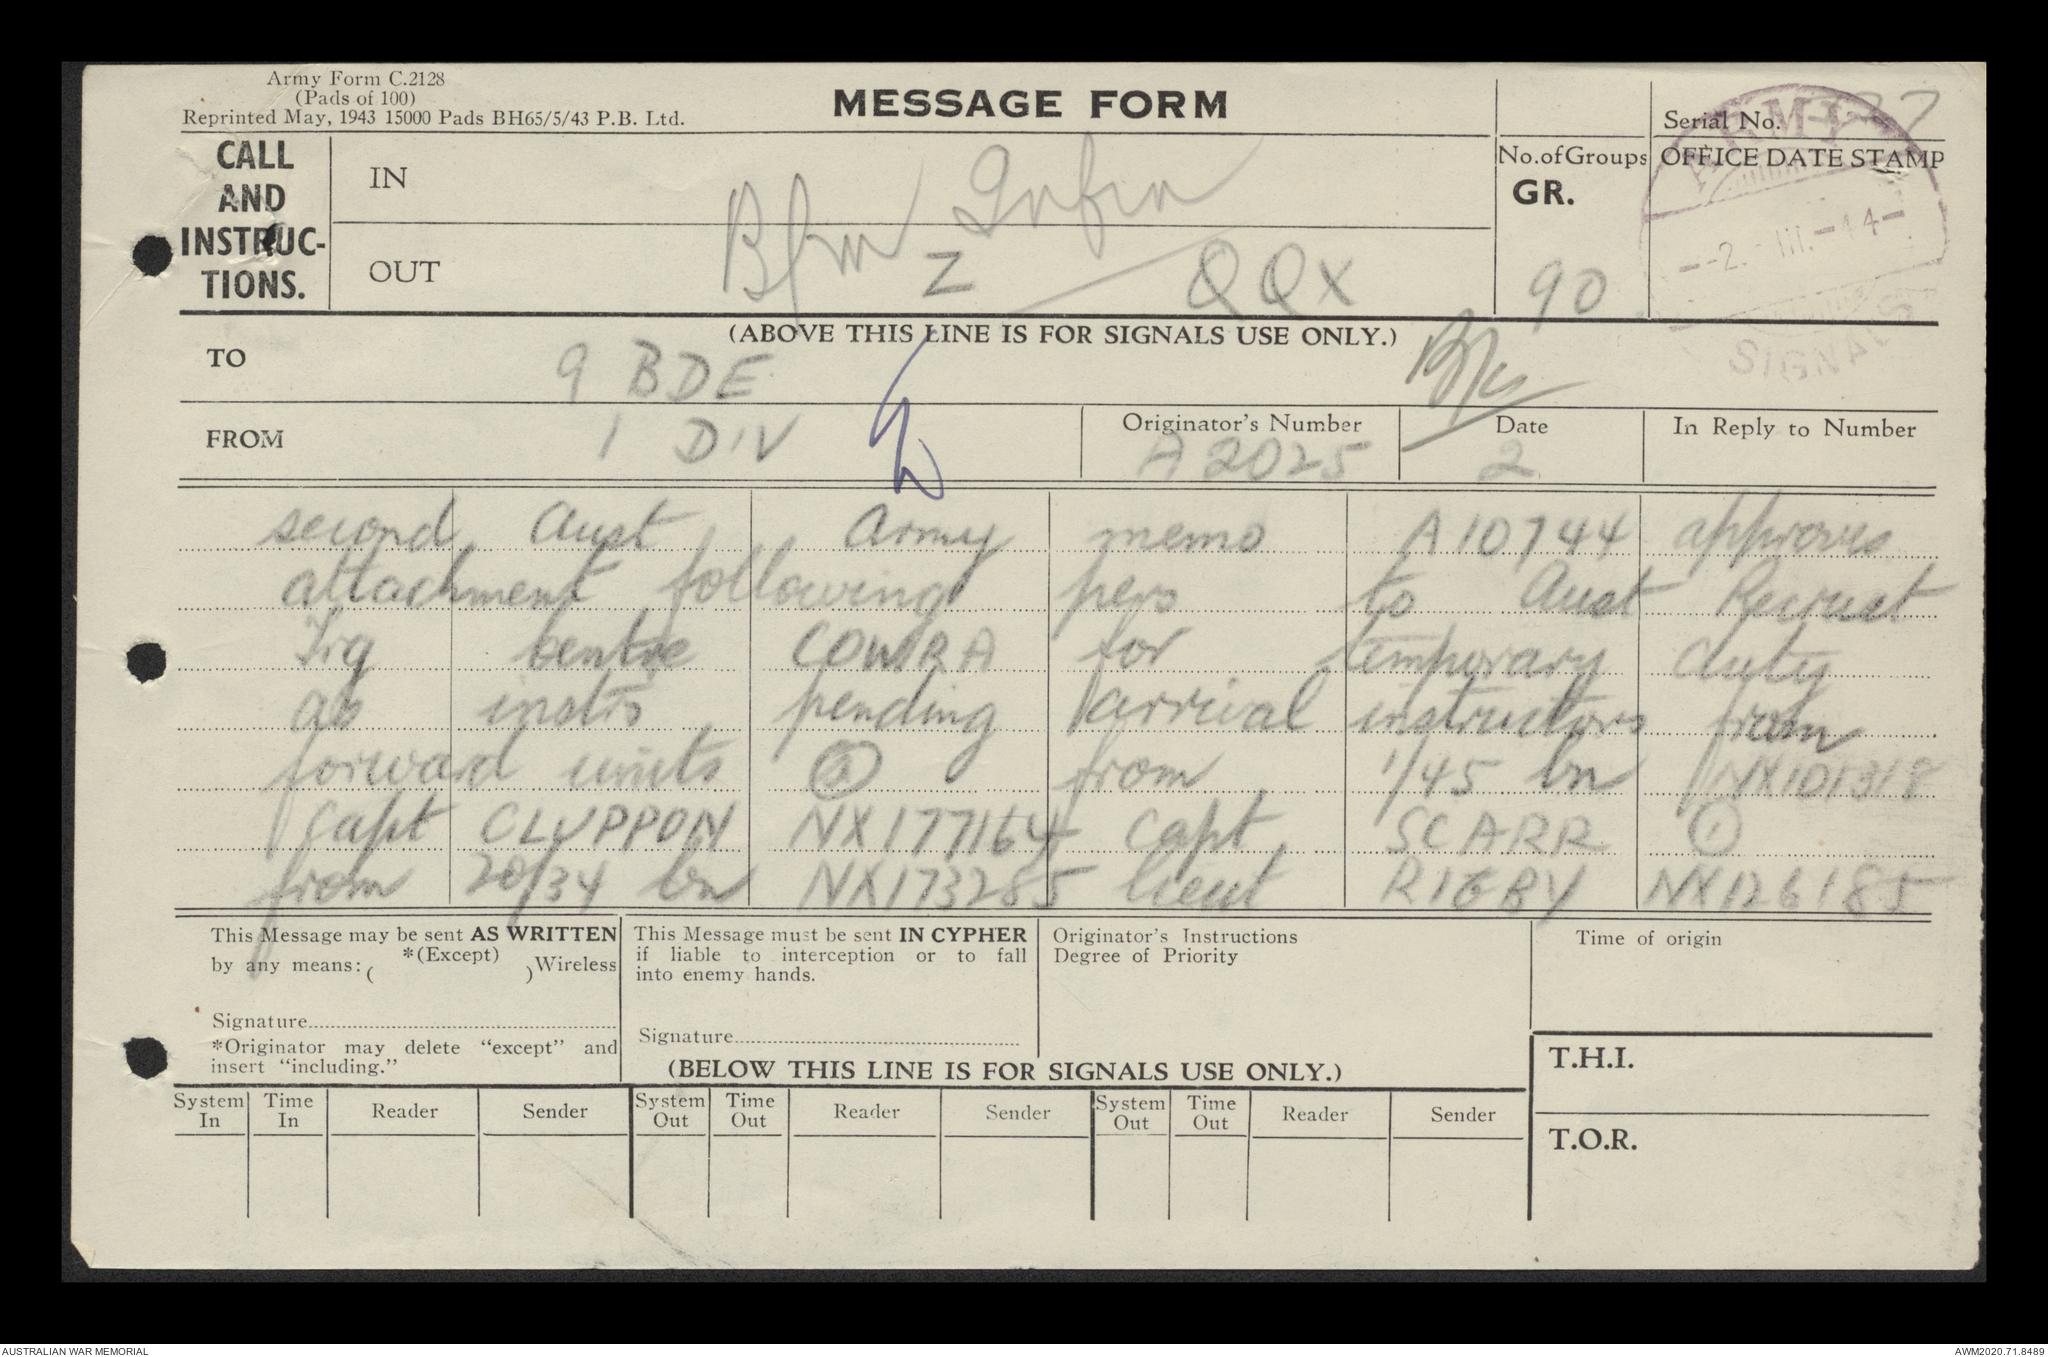 Army Form C.2128
(Pads of 100)
Reprinted May, 1943 15000 Pads BH65/5/43 P.B. Ltd.
MESSAGE FORM
Serial No. 127
CALL
AND
INSTRUC-
TIONS.
IN
OUT
Bfm Infm
Z QQX
No. of Groups
GR.
90
OFFICE DATE STAMP
ARMY
-2.-III.-44-
SIGNALS
(ABOVE THIS LINE IS FOR SIGNALS USE ONLY.)
TO 9 BDE
FROM 1 DIV
Originator's Number
A 2025
Date
2
In Reply to Number
second Aust Army memo A10744 approves
attachment following pers to Aust Recruit
Trg centre COWRA for temporary duty
as instrs pending arrival instructors from
forward units from 1/45 bn NX101318
Capt CLUPPON NX177164 Capt SCARR (1)
from 20/34 bn NX173285 lieut RIGBY NX126185
This Message may be sent AS WRITTEN
by any means: ( *(Except) ) Wireless
Signature
*Originator may delete "except" and
insert "including."
This Message must be sent IN CYPHER
if liable to interception or to fall
into enemy hands.
Signature
Originator's Instructions
Degree of Priority
Time of origin
(BELOW THIS LINE IS FOR SIGNALS USE ONLY.)
T.H.I.
T.O.R.
System In Time In Reader Sender System Out Time Out Reader Sender System Out Time Out Reader Sender
AUSTRALIAN WAR MEMORIAL
AWM2020.71.8489